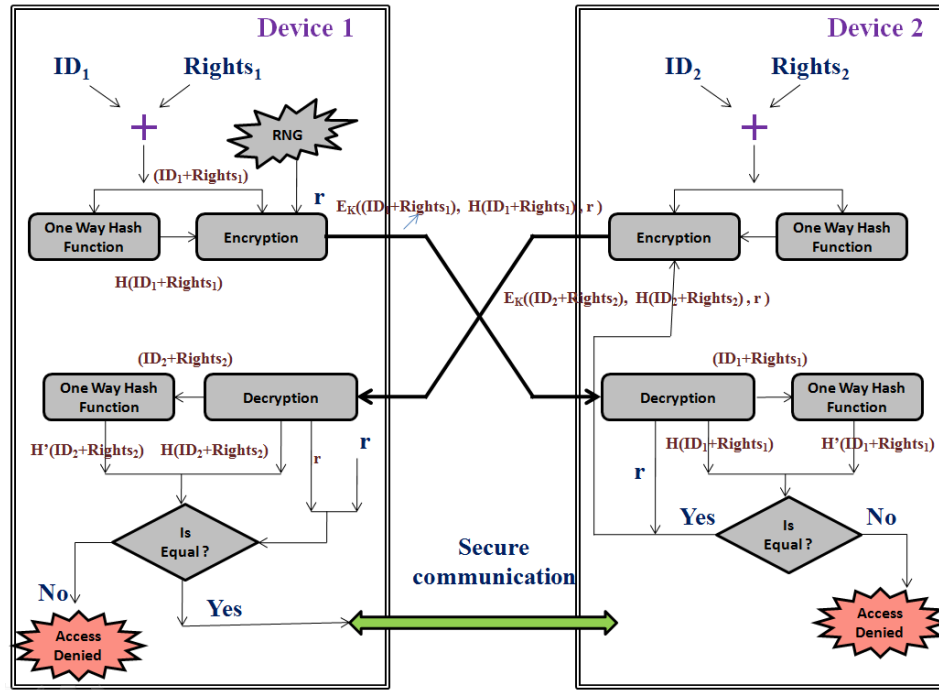 Device 1
ID₁ Rights₁
+
RNG
(ID₁+Rights₁)
r
One Way Hash
Function
Encryption
H(ID₁+Rights₁)
E_K((ID₁+Rights₁), H(ID₁+Rights₁), r )
Device 2
ID₂ Rights₂
+
Encryption
One Way Hash
Function
E_K((ID₂+Rights₂), H(ID₂+Rights₂), r )
(ID₂+Rights₂)
One Way Hash
Function
Decryption
H'(ID₂+Rights₂) H(ID₂+Rights₂)
r
r
Is
Equal ?
No
Yes
Access
Denied
Secure
communication
(ID₁+Rights₁)
Decryption
One Way Hash
Function
H(ID₁+Rights₁) H'(ID₁+Rights₁)
r
Yes
Is
Equal ?
No
Access
Denied